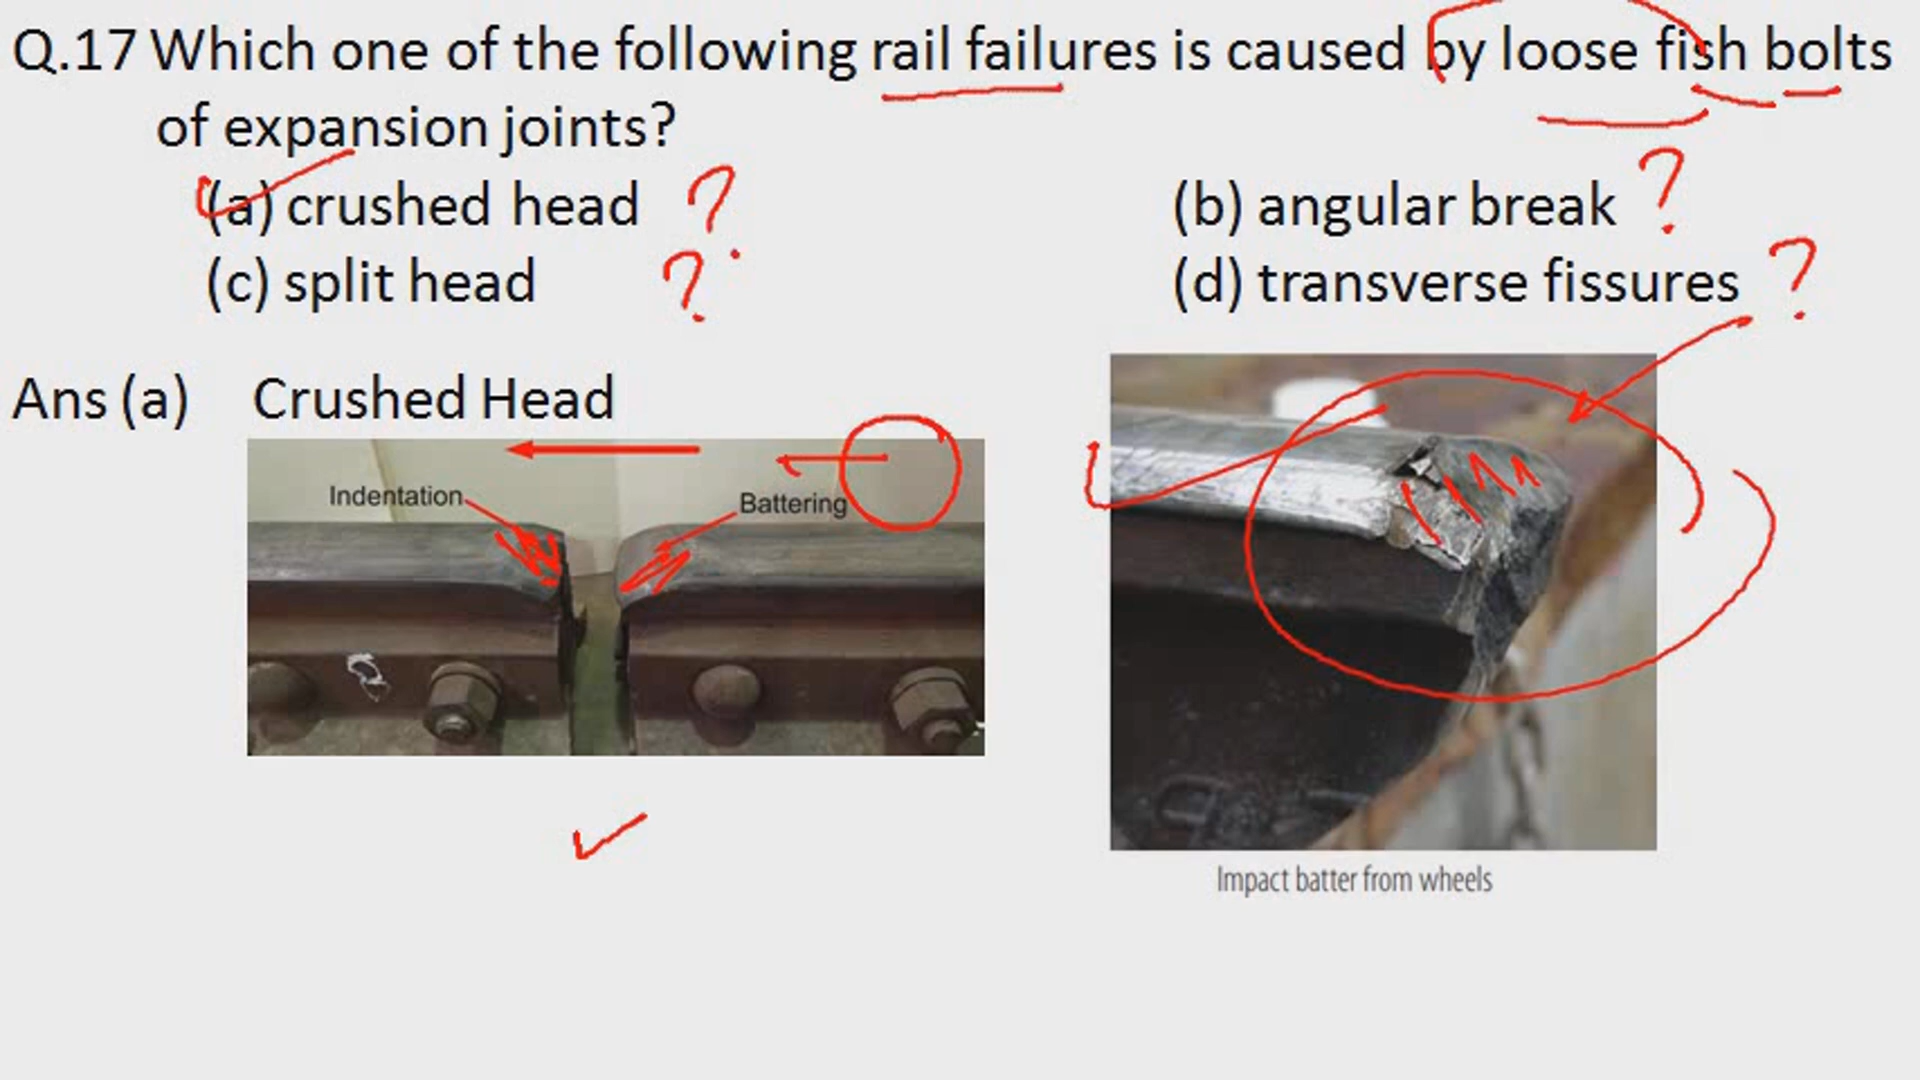 Q.17 Which one of the following rail failures is caused by loose fish bolts
of expansion joints?
(a) crushed head ? (b) angular break ?
(c) split head ? (d) transverse fissures ?
Ans (a) Crushed Head
Indentation
Battering
Impact batter from wheels